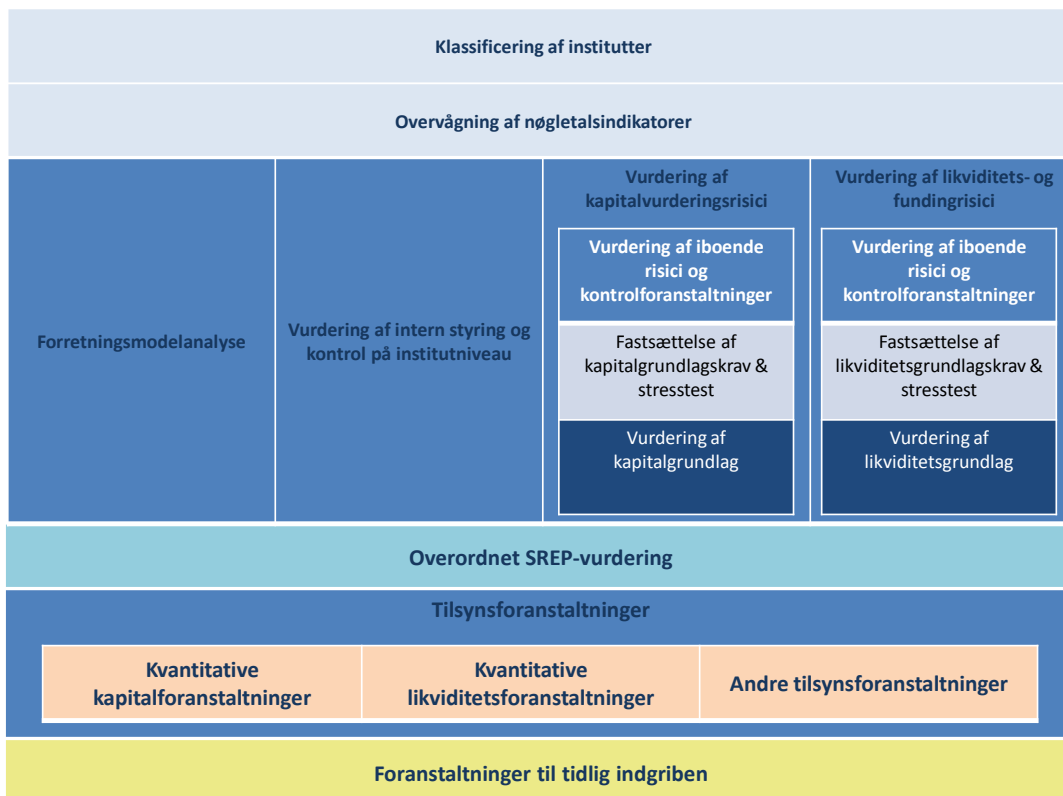 Klassificering af institutter
Overvågning af nøgletalsindikatorer
Forretningsmodelanalyse
Vurdering af intern styring og
kontrol på institutniveau
Vurdering af
kapitalvurderingsrisici
Vurdering af iboende
risici og
kontrolforanstaltninger
Fastsættelse af
kapitalgrundlagskrav &
stresstest
Vurdering af
kapitalgrundlag
Vurdering af likviditets- og
fundingrisici
Vurdering af iboende
risici og
kontrolforanstaltninger
Fastsættelse af
likviditetsgrundlagskrav &
stresstest
Vurdering af
likviditetsgrundlag
Overordnet SREP-vurdering
Tilsynsforanstaltninger
Kvantitative
kapitalforanstaltninger
Kvantitative
likviditetsforanstaltninger
Andre tilsynsforanstaltninger
Foranstaltninger til tidlig indgriben